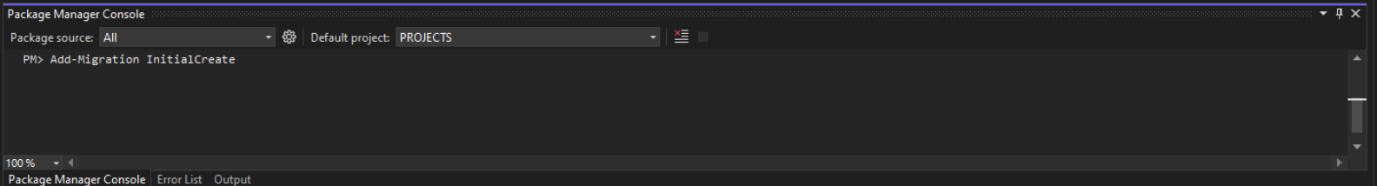 Package Manager Console
Package source: All Default project: PROJECTS
PM> Add-Migration InitialCreate
100 %
Package Manager Console Error List Output